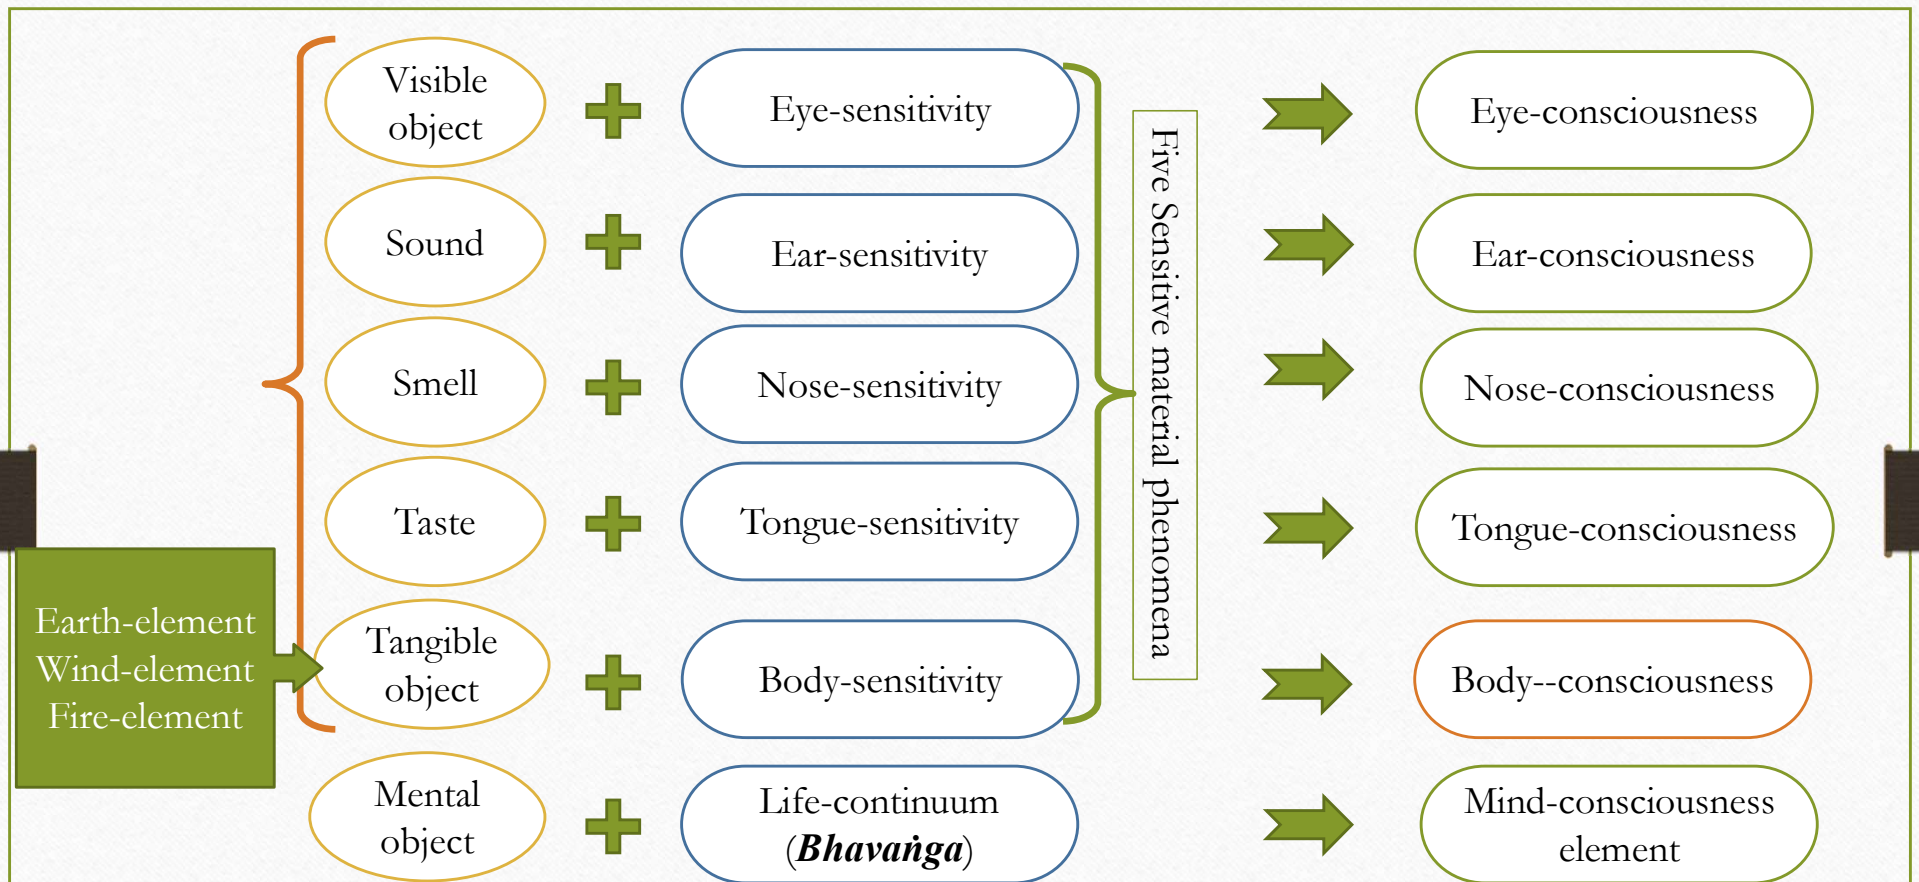 Visible
object
Eye-sensitivity
Eye-consciousness
Sound
Ear-sensitivity
Ear-consciousness
Smell
Nose-sensitivity
Nose-consciousness
Taste
Tongue-sensitivity
Tongue-consciousness
Five Sensitive material phenomena
Earth-element
Wind-element
Fire-element
Tangible
object
Body-sensitivity
Body--consciousness
Mental
object
Life-continuum
(Bhavaṅga)
Mind-consciousness
element